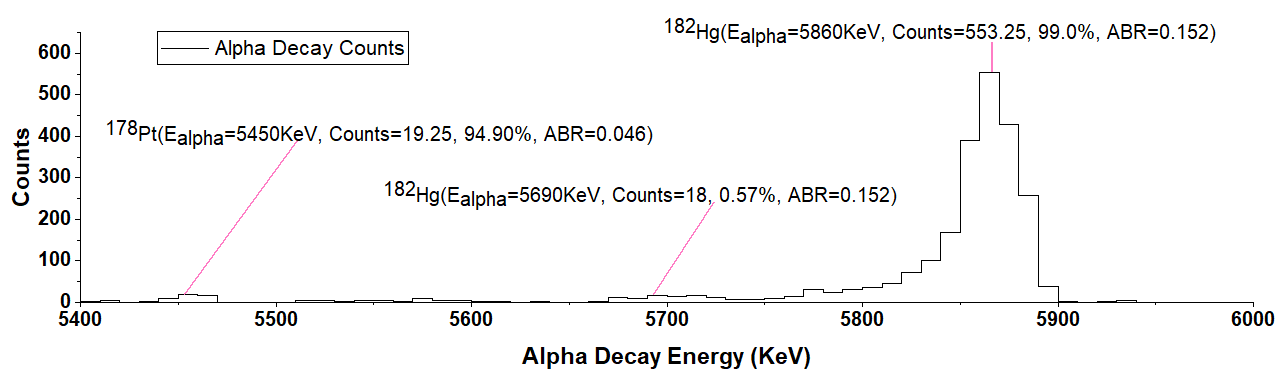 182Hg(Ealpha=5860KeV, Counts=553.25, 99.0%, ABR=0.152)
Alpha Decay Counts
178Pt(Ealpha=5450KeV, Counts=19.25, 94.90%, ABR=0.046)
182Hg(Ealpha=5690KeV, Counts=18, 0.57%, ABR=0.152)
Counts
600
500
400
300
200
100
0
5400 5500 5600 5700 5800 5900 6000
Alpha Decay Energy (KeV)